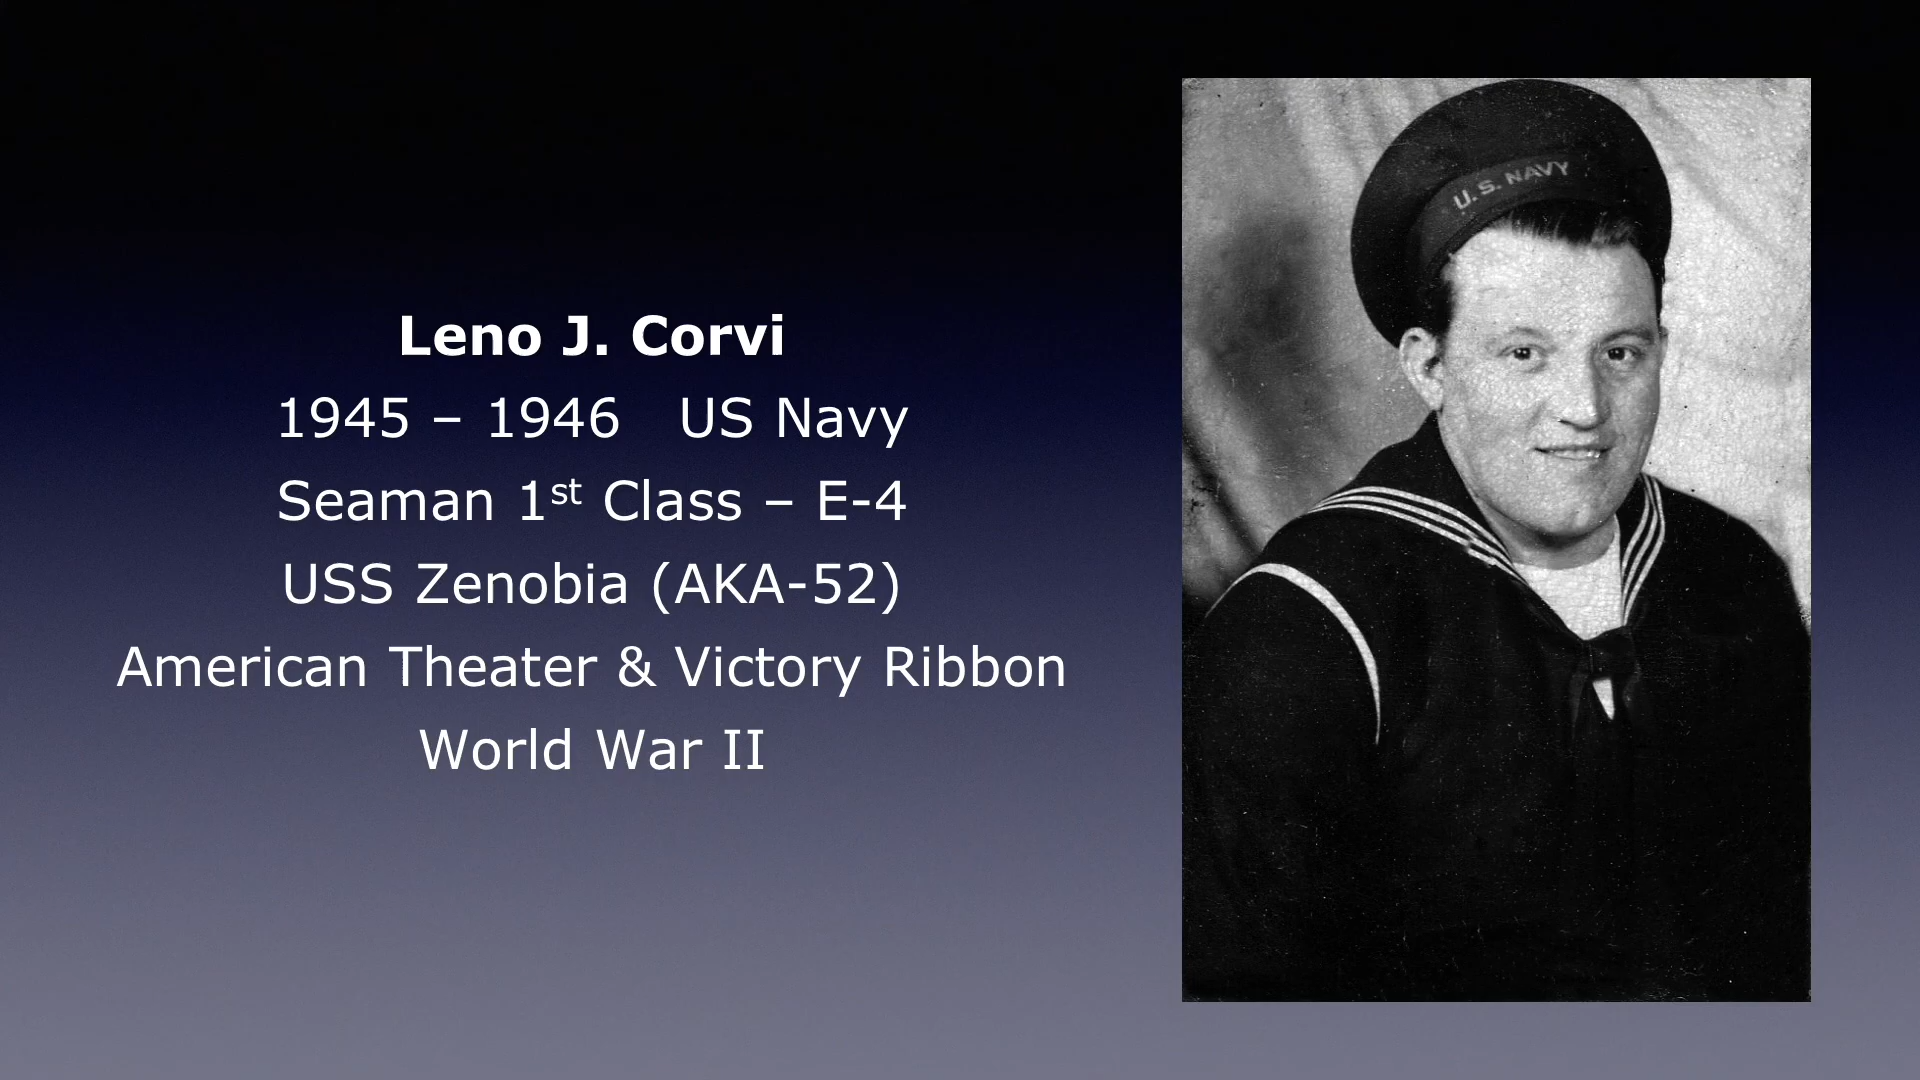 Leno J. Corvi
1945 – 1946 US Navy
Seaman 1st Class – E-4
USS Zenobia (AKA-52)
American Theater & Victory Ribbon
World War II
U.S. NAVY